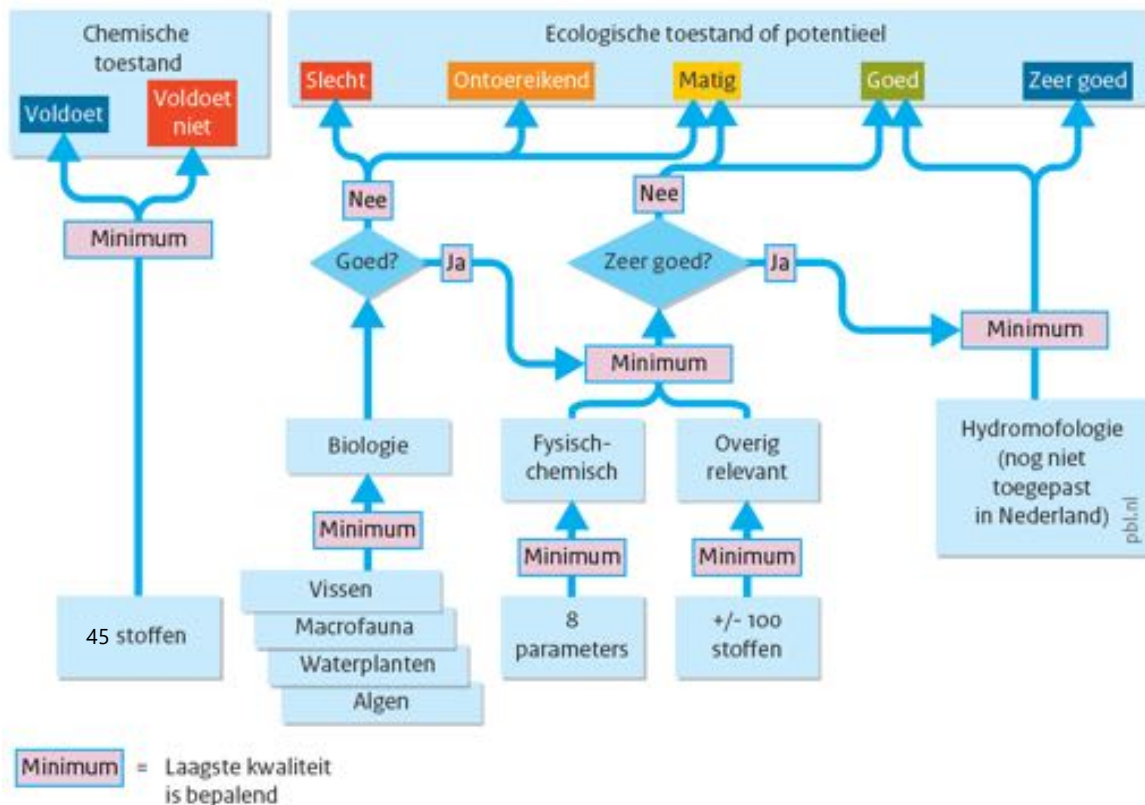 Chemische
toestand
Voldoet
Voldoet
niet
Minimum
45 stoffen
Ecologische toestand of potentieel
Slecht
Ontoereikend
Matig
Goed
Zeer goed
Nee
Nee
Goed?
Ja
Zeer goed?
Ja
Minimum
Minimum
Biologie
Fysisch-
chemisch
Overig
relevant
Hydromofologie
(nog niet
toegepast
in Nederland)
pbl.nl
Minimum
Minimum
Minimum
Vissen
Macrofauna
Waterplanten
Algen
8
parameters
+/- 100
stoffen
Minimum = Laagste kwaliteit
is bepalend